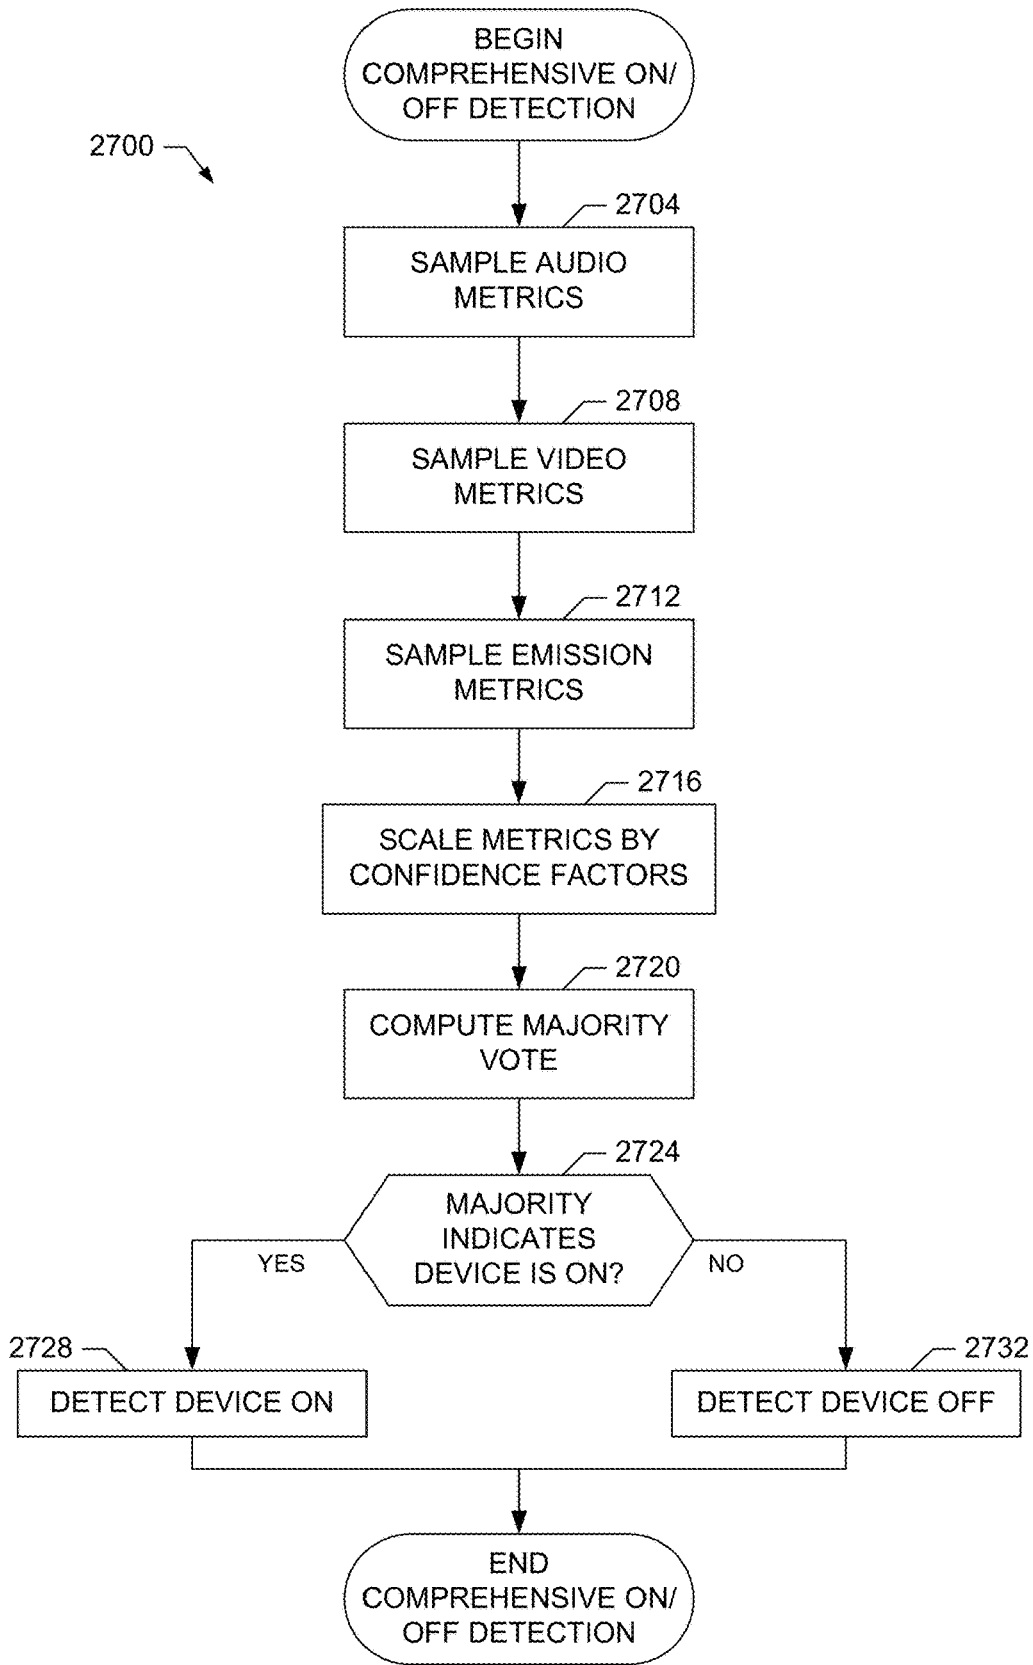 BEGIN
COMPREHENSIVE ON/
OFF DETECTION
2700
2704
SAMPLE AUDIO
METRICS
2708
SAMPLE VIDEO
METRICS
2712
SAMPLE EMISSION
METRICS
2716
SCALE METRICS BY
CONFIDENCE FACTORS
2720
COMPUTE MAJORITY
VOTE
2724
MAJORITY
INDICATES
DEVICE IS ON?
YES
NO
2728
DETECT DEVICE ON
2732
DETECT DEVICE OFF
END
COMPREHENSIVE ON/
OFF DETECTION